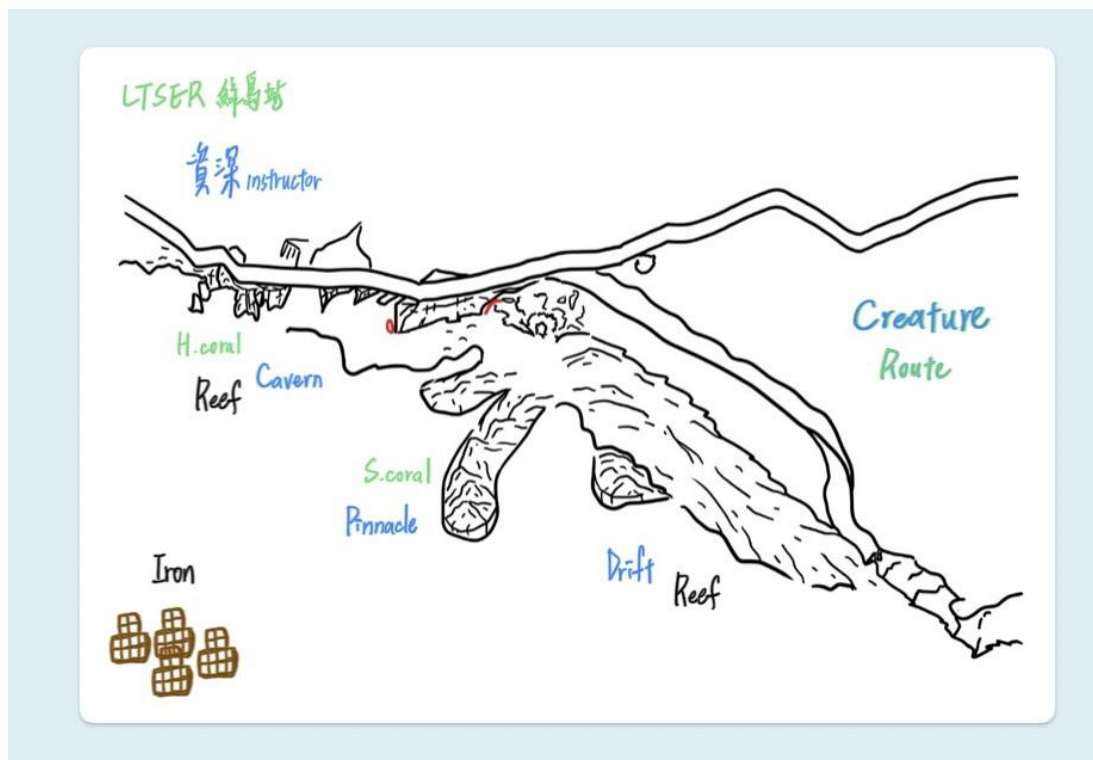 LTSER 綠島站
資深 instructor
Creature
Route
H.coral
Reef Cavern
S.coral
Pinnacle
Drift
Reef
Iron